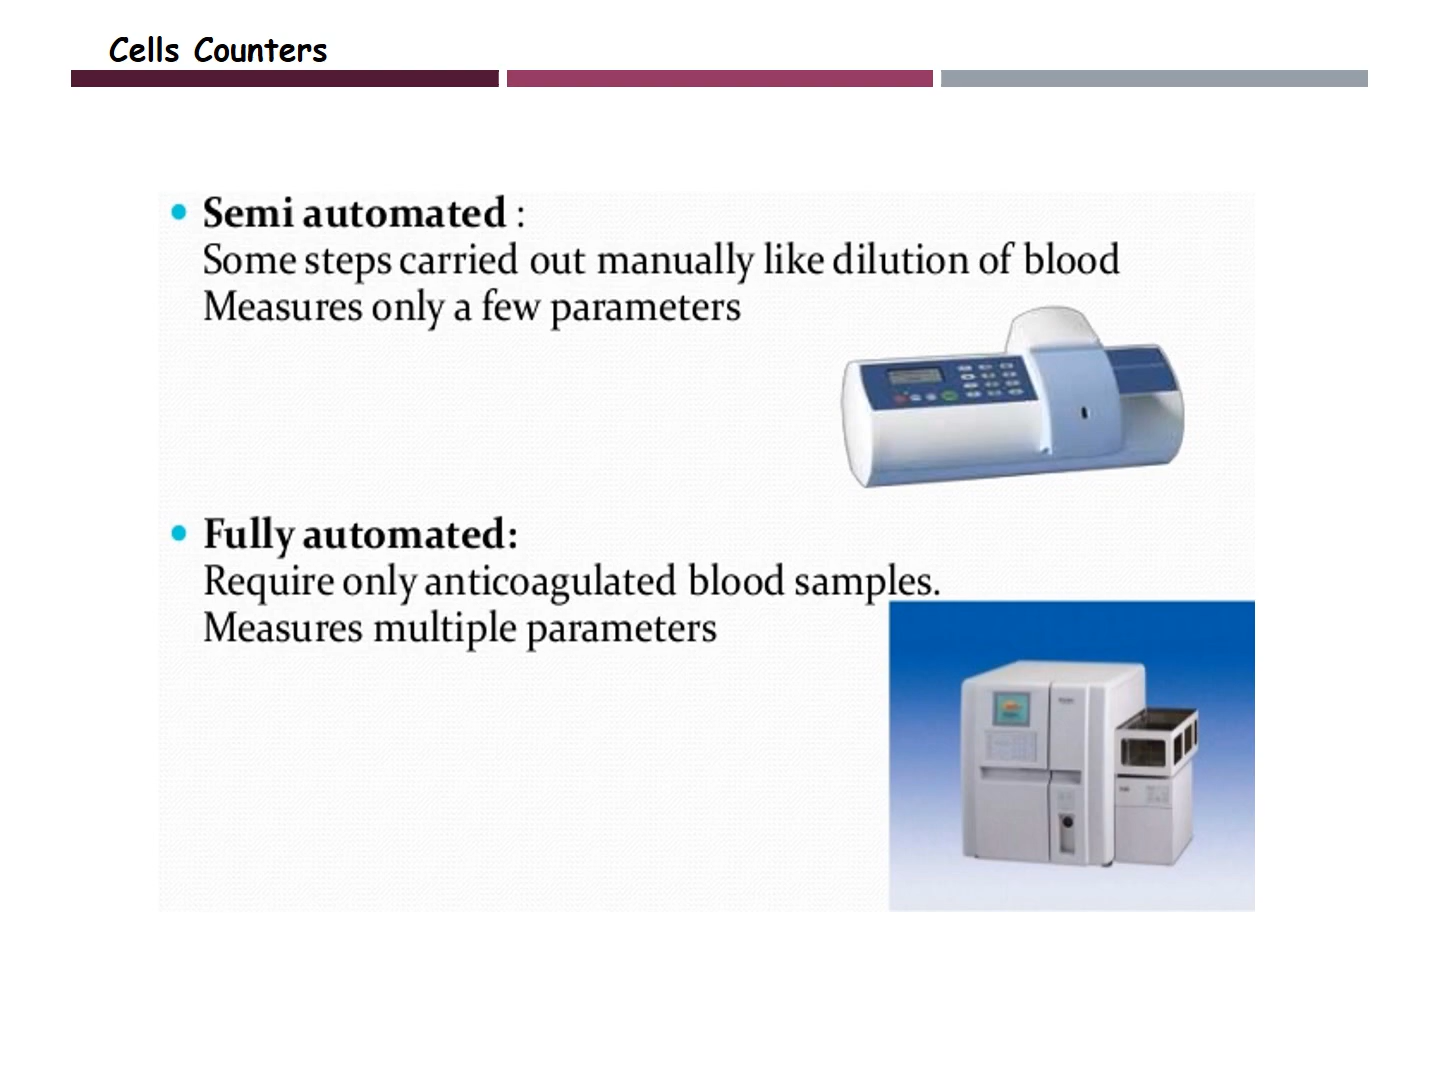 Cells Counters
Semi automated :
Some steps carried out manually like dilution of blood
Measures only a few parameters
Fully automated:
Require only anticoagulated blood samples.
Measures multiple parameters